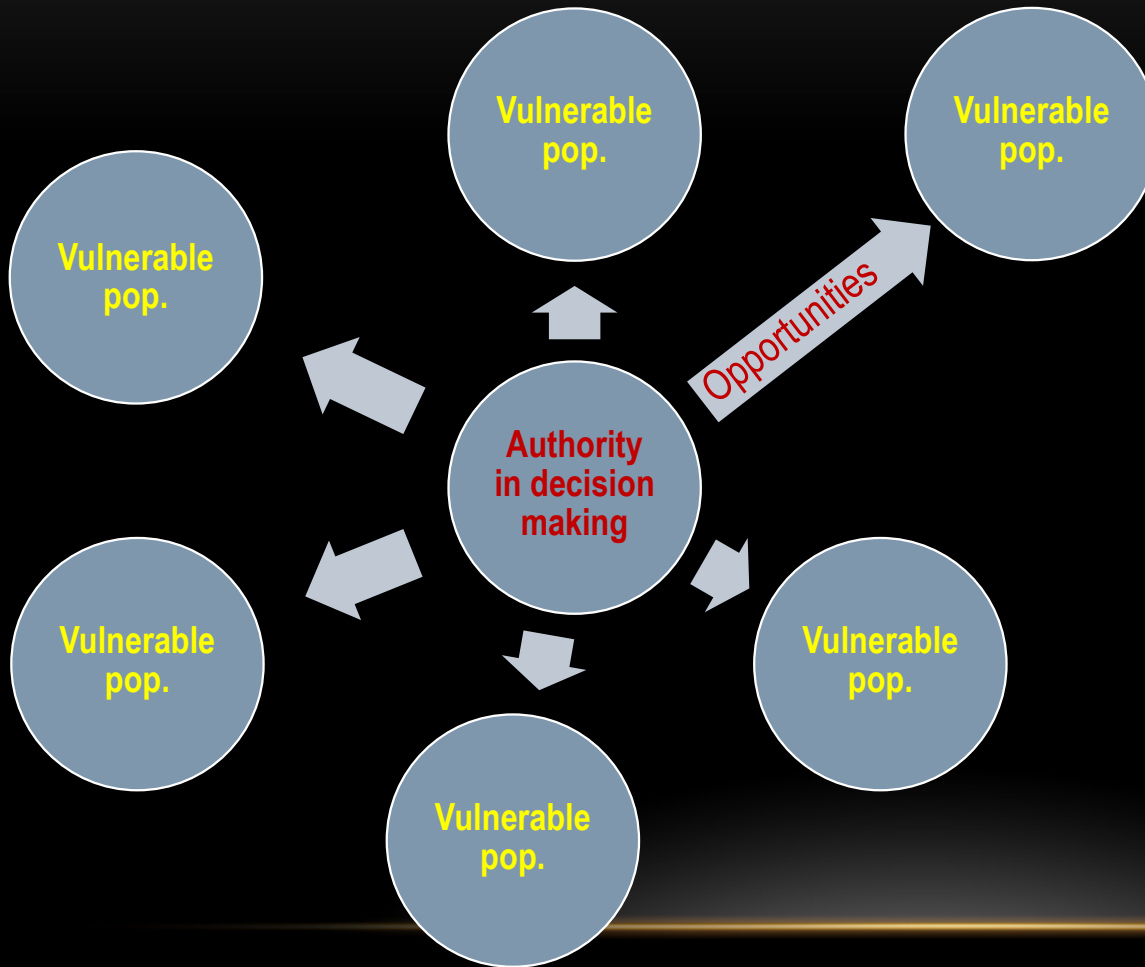 Vulnerable
pop.
Vulnerable
pop.
Vulnerable
pop.
Opportunities
Authority
in decision
making
Vulnerable
pop.
Vulnerable
pop.
Vulnerable
pop.